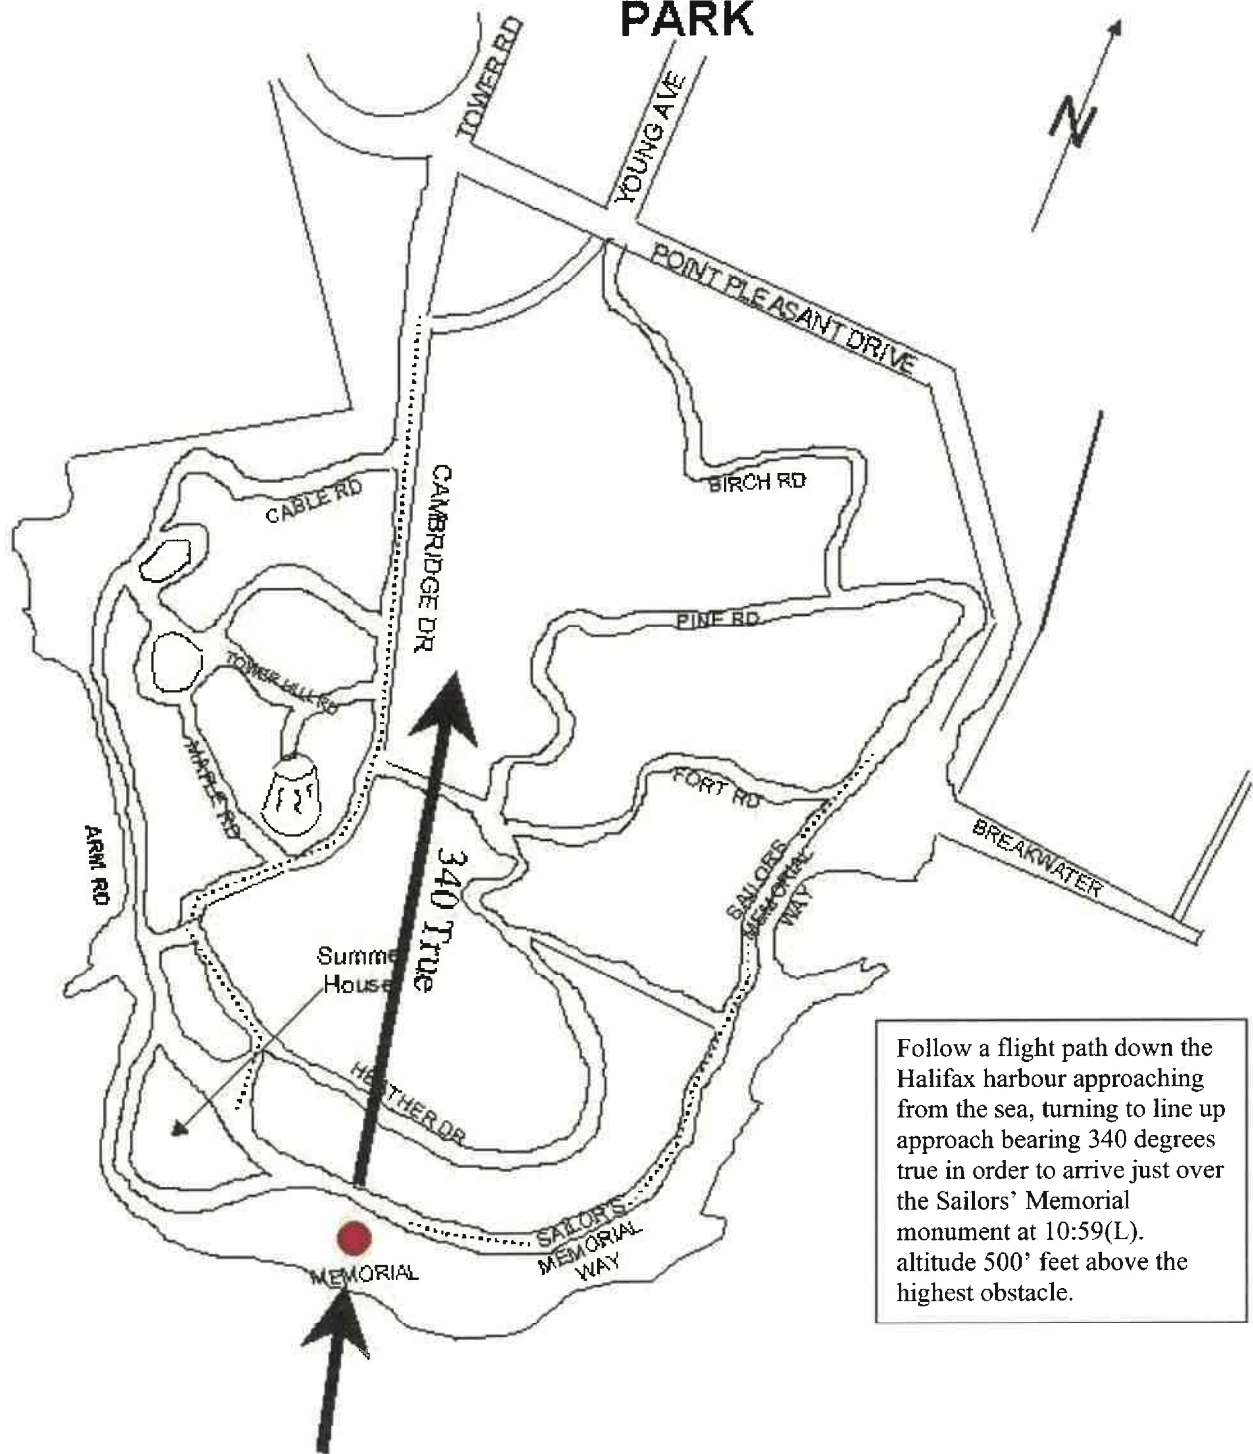 PARK
TOWER RD
YOUNG AVE
N
POINT PLEASANT DRIVE
CABLE RD
CAMBRIDGE DR
BIRCH RD
PINE RD
TOWER HILL RD
MAPLE RD
FORT RD
ARM RD
340 True
SAILOR'S
MEMORIAL
WAY
BREAKWATER
Summe
House
HEATHER DR
SAILOR'S
MEMORIAL
WAY
MEMORIAL
Follow a flight path down the
Halifax harbour approaching
from the sea, turning to line up
approach bearing 340 degrees
true in order to arrive just over
the Sailors' Memorial
monument at 10:59(L).
altitude 500' feet above the
highest obstacle.